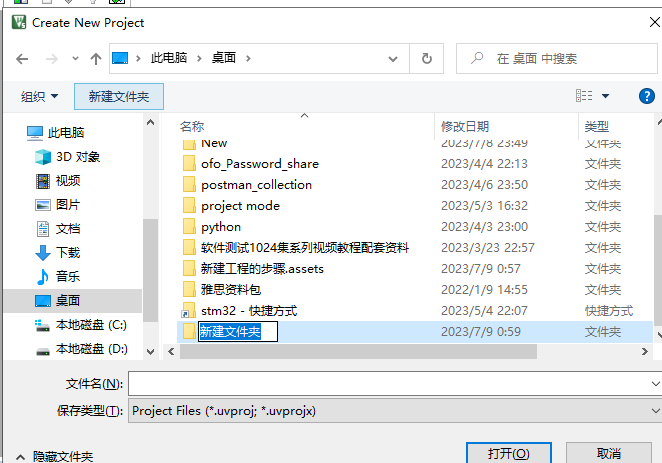 Create New Project
此电脑 > 桌面 >
在 桌面 中搜索
组织 新建文件夹
此电脑
3D 对象
视频
图片
文档
下载
音乐
桌面
本地磁盘 (C:)
本地磁盘 (D:)
名称 修改日期 类型
New 2023/7/8 23:49 文件夹
ofo_Password_share 2023/4/4 22:13 文件夹
postman_collection 2023/4/6 23:50 文件夹
project mode 2023/5/3 16:32 文件夹
python 2023/4/3 23:00 文件夹
软件测试1024集系列视频教程配套资料 2023/3/23 22:57 文件夹
新建工程的步骤.assets 2023/7/9 0:57 文件夹
雅思资料包 2022/1/9 14:55 文件夹
stm32 - 快捷方式 2023/5/4 22:07 快捷方式
新建文件夹 2023/7/9 0:59 文件夹
文件名(N):
保存类型(T): Project Files (*.uvproj; *.uvprojx)
隐藏文件夹 打开(O) 取消